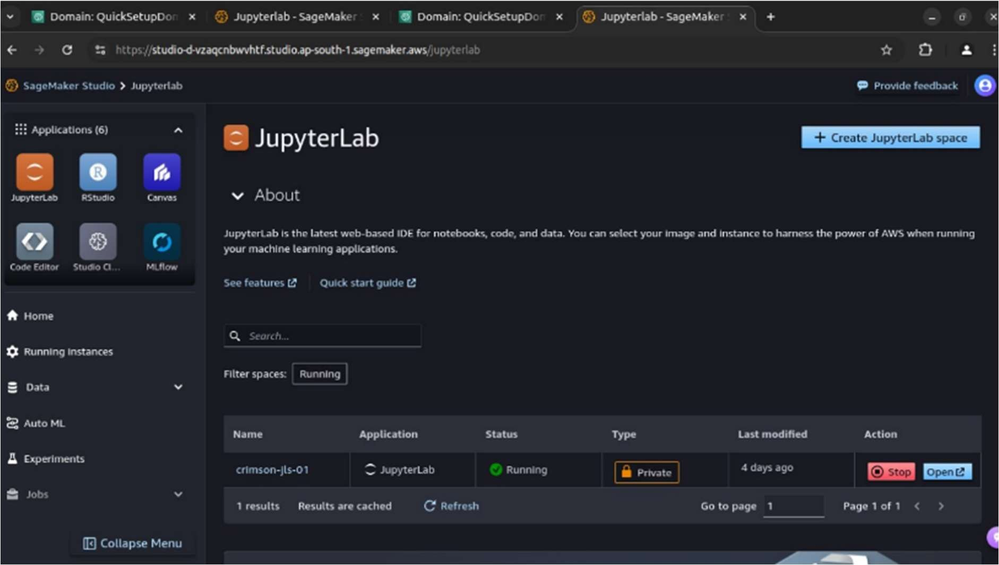 Domain: QuickSetupDon
Jupyterlab - SageMaker
Domain: QuickSetupDon
Jupyterlab - SageMaker
https://studio-d-vzaqcnbwvhtf.studio.ap-south-1.sagemaker.aws/jupyterlab
SageMaker Studio > Jupyterlab
Provide feedback
Applications (6)
JupyterLab
RStudio
Canvas
Code Editor
Studio Cl...
MLflow
Home
Running instances
Data
Auto ML
Experiments
Jobs
Collapse Menu
JupyterLab
+ Create JupyterLab space
About
JupyterLab is the latest web-based IDE for notebooks, code, and data. You can select your image and instance to harness the power of AWS when running
your machine learning applications.
See features
Quick start guide
Search...
Filter spaces: Running
Name Application Status Type Last modified Action
crimson-jls-01 JupyterLab Running Private 4 days ago Stop Open
1 results Results are cached Refresh Go to page 1 Page 1 of 1 < >